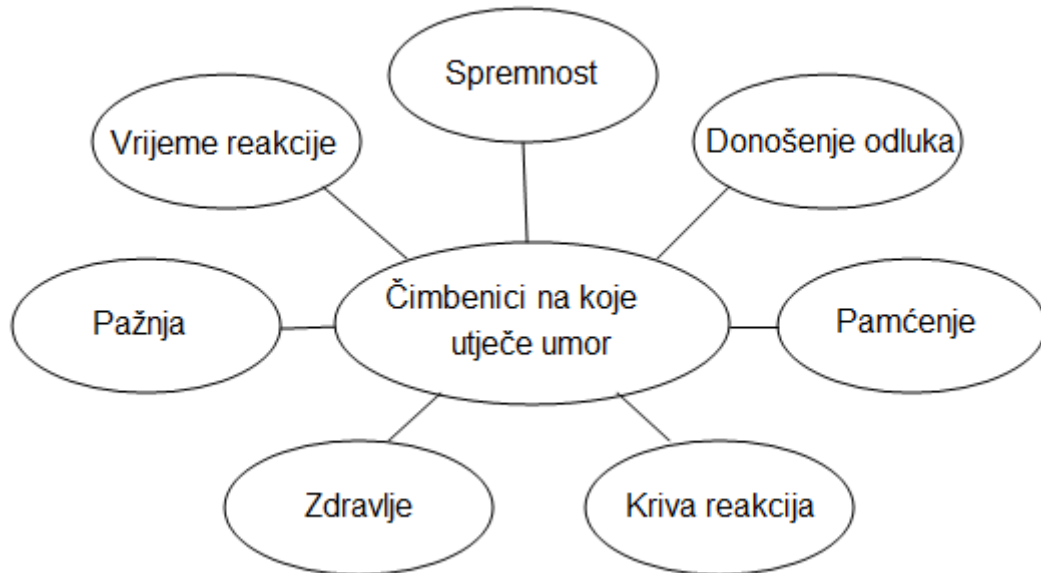 Spremnost
Vrijeme reakcije
Donošenje odluka
Čimbenici na koje
utječe umor
Pažnja
Pamćenje
Zdravlje
Kriva reakcija